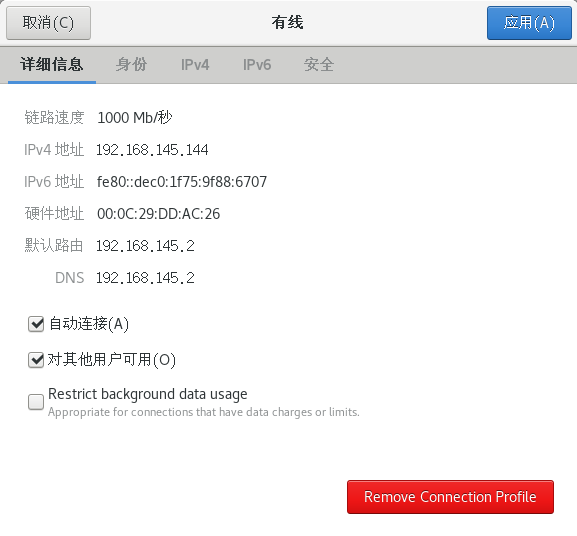 取消(C) 有线 应用(A)
详细信息 身份 IPv4 IPv6 安全
链路速度 1000 Mb/秒
IPv4 地址 192.168.145.144
IPv6 地址 fe80::dec0:1f75:9f88:6707
硬件地址 00:0C:29:DD:AC:26
默认路由 192.168.145.2
DNS 192.168.145.2
自动连接(A)
对其他用户可用(O)
Restrict background data usage
Appropriate for connections that have data charges or limits.
Remove Connection Profile